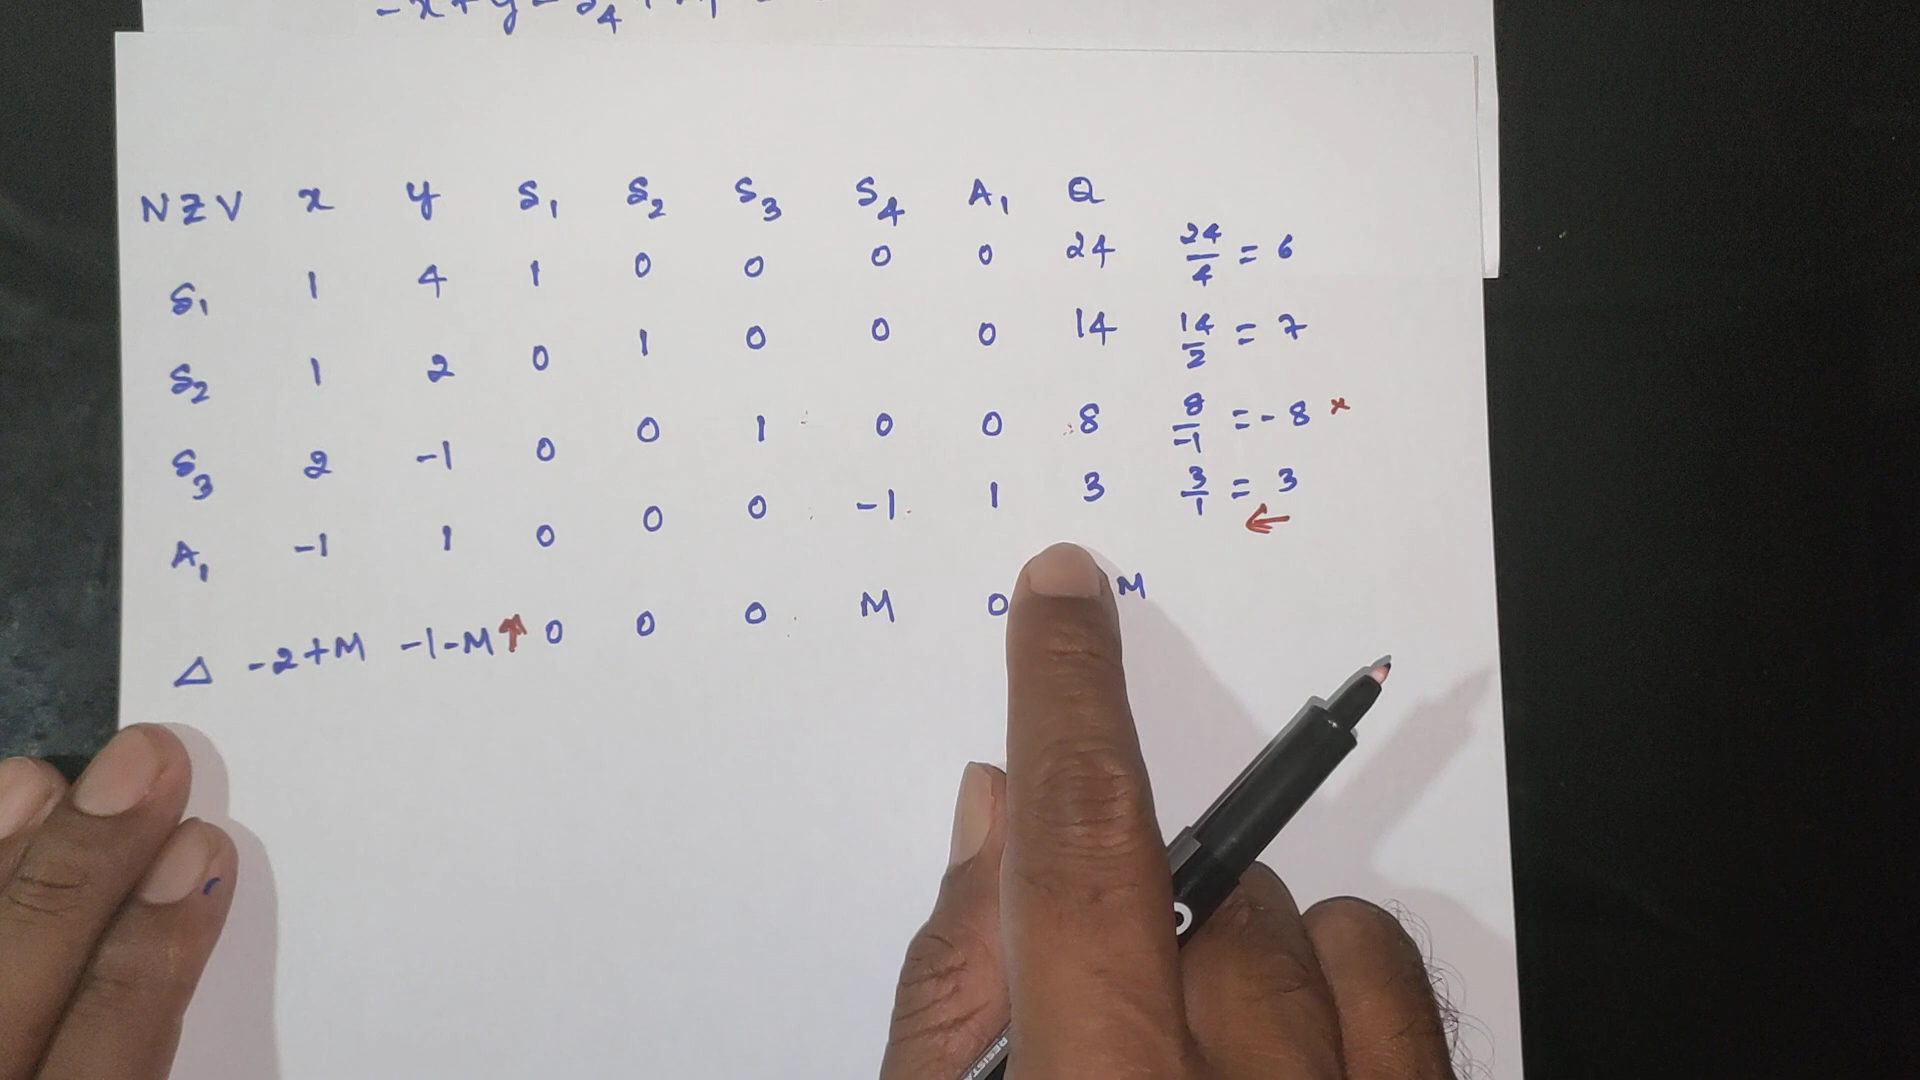 -x+y-S4+
NZV x y S1 S2 S3 S4 A1 Q
S1 1 4 1 0 0 0 0 24 24/4 = 6
S2 1 2 0 1 0 0 0 14 14/2 = 7
S3 2 -1 0 0 1 0 0 8 8/-1 = -8 ×
A1 -1 1 0 0 0 -1 1 3 3/1 = 3 ←
Δ -2+M -1-M ↑ 0 0 0 M 0 M
RESISTA